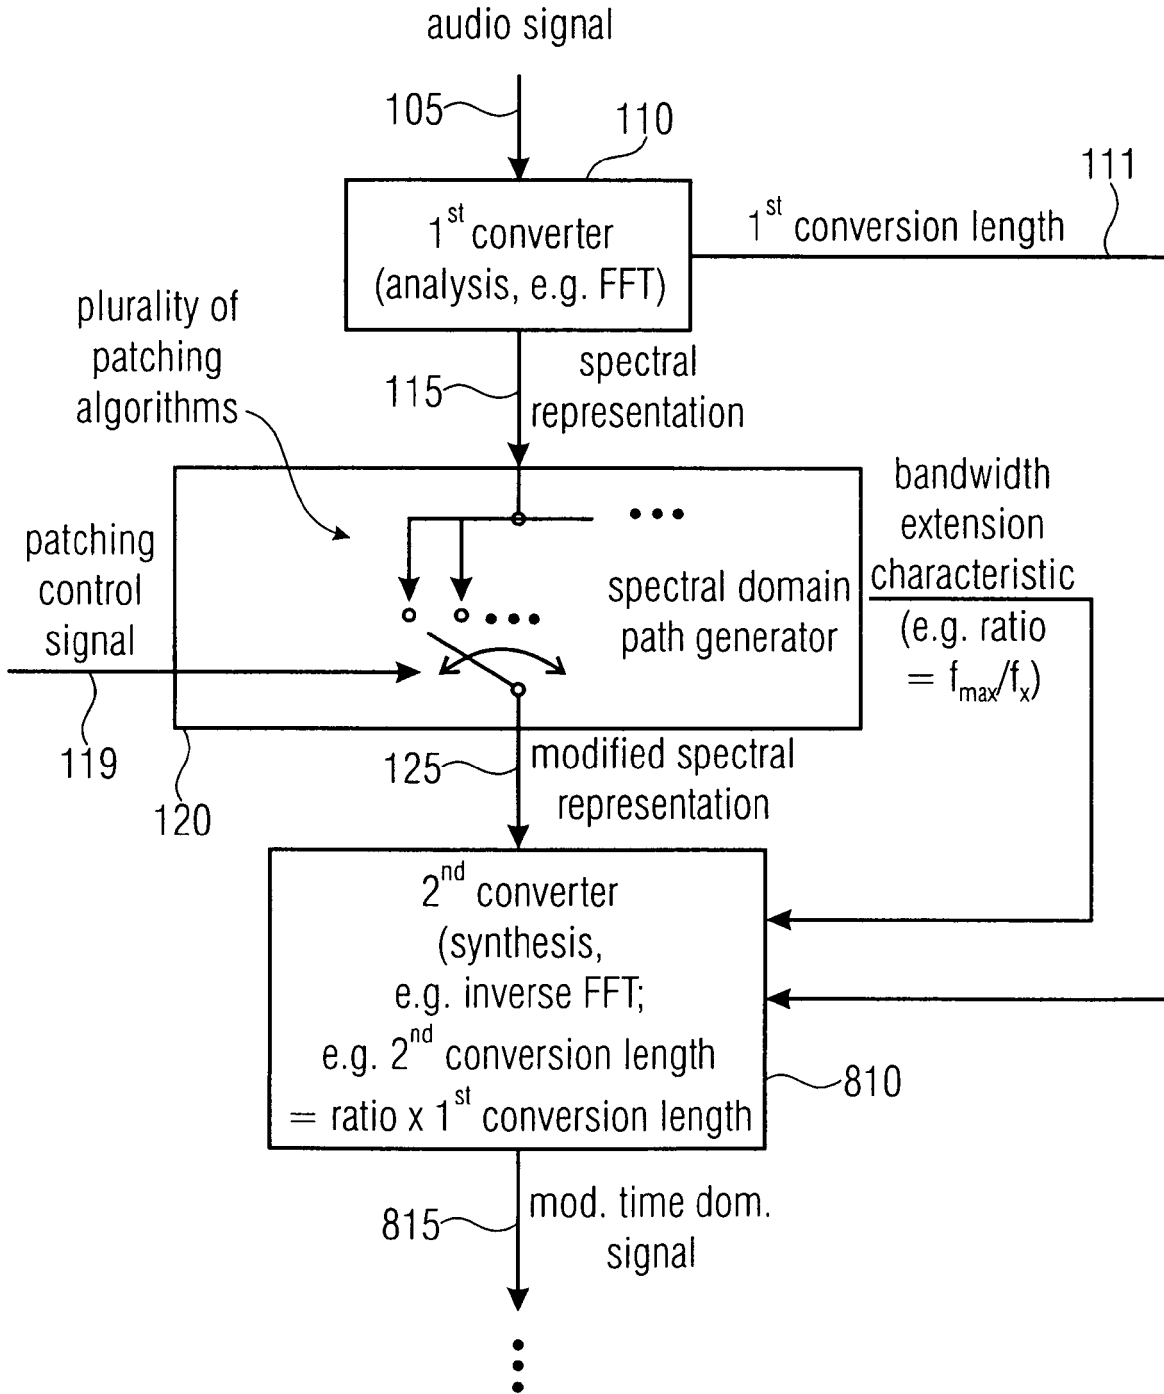 audio signal
105
110
1st converter
(analysis, e.g. FFT)
111
1st conversion length
plurality of
patching
algorithms
115
spectral
representation
patching
control
signal
119
120
spectral domain
path generator
bandwidth
extension
characteristic
(e.g. ratio
= fmax/fx)
125
modified spectral
representation
2nd converter
(synthesis,
e.g. inverse FFT;
e.g. 2nd conversion length
= ratio x 1st conversion length
810
815
mod. time dom.
signal